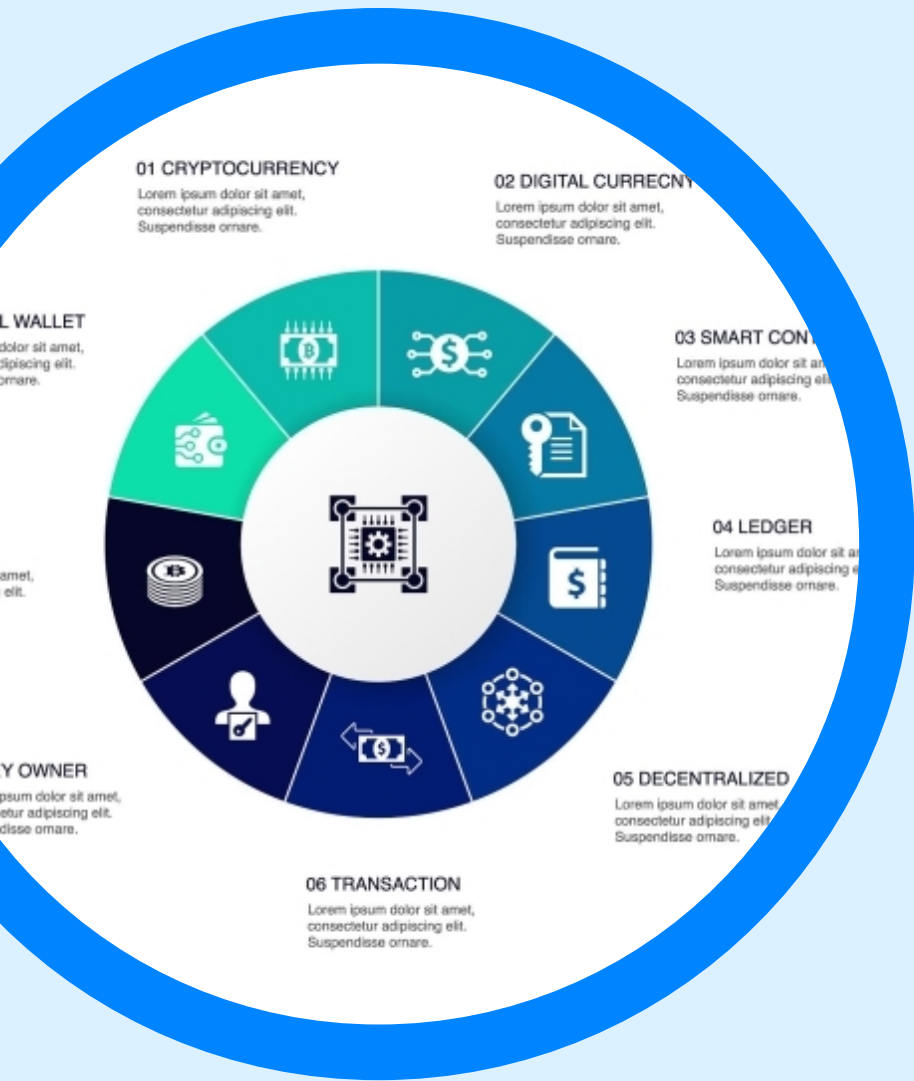 01 CRYPTOCURRENCY
Lorem ipsum dolor sit amet,
consectetur adipiscing elit.
Suspendisse ornare.
02 DIGITAL CURRECNY
Lorem ipsum dolor sit amet,
consectetur adipiscing elit.
Suspendisse ornare.
L WALLET
dolor sit amet,
dipiscing elit.
ornare.
03 SMART CON
Lorem ipsum dolor sit am
consectetur adipiscing eli
Suspendisse ornare.
04 LEDGER
Lorem ipsum dolor sit am
consectetur adipiscing e
Suspendisse ornare.
amet,
elit.
Y OWNER
psum dolor sit amet,
etur adipiscing elit.
disse ornare.
05 DECENTRALIZED
Lorem ipsum dolor sit amet,
consectetur adipiscing elit
Suspendisse ornare.
06 TRANSACTION
Lorem ipsum dolor sit amet,
consectetur adipiscing elit.
Suspendisse ornare.